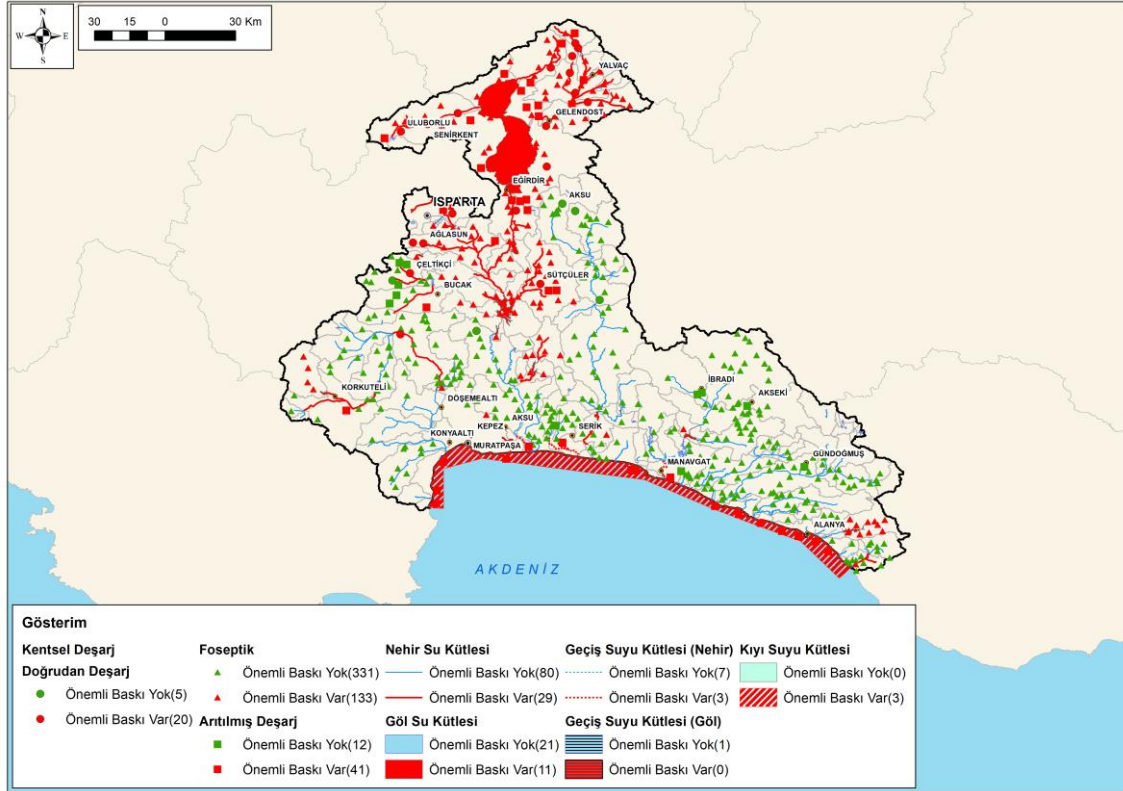 N
W E
S
30 15 0 30 Km
YALVAÇ
GELENDOST
ULUBORLU
SENİRKENT
EĞİRDİR
AKSU
ISPARTA
AĞLASUN
ÇELTİKÇİ
SÜTÇÜLER
BUCAK
İBRADI
AKSEKİ
KORKUTELİ
DÖŞEMEALTI
AKSU
KEPEZ
SERİK
KONYAALTI
MURATPAŞA
GÜNDOĞMUŞ
MANAVGAT
ALANYA
AKDENİZ
Gösterim
Kentsel Deşarj
Doğrudan Deşarj
Önemli Baskı Yok(5)
Önemli Baskı Var(20)
Foseptik
Önemli Baskı Yok(331)
Önemli Baskı Var(133)
Arıtılmış Deşarj
Önemli Baskı Yok(12)
Önemli Baskı Var(41)
Nehir Su Kütlesi
Önemli Baskı Yok(80)
Önemli Baskı Var(29)
Göl Su Kütlesi
Önemli Baskı Yok(21)
Önemli Baskı Var(11)
Geçiş Suyu Kütlesi (Nehir)
Önemli Baskı Yok(7)
Önemli Baskı Var(3)
Geçiş Suyu Kütlesi (Göl)
Önemli Baskı Yok(1)
Önemli Baskı Var(0)
Kıyı Suyu Kütlesi
Önemli Baskı Yok(0)
Önemli Baskı Var(3)